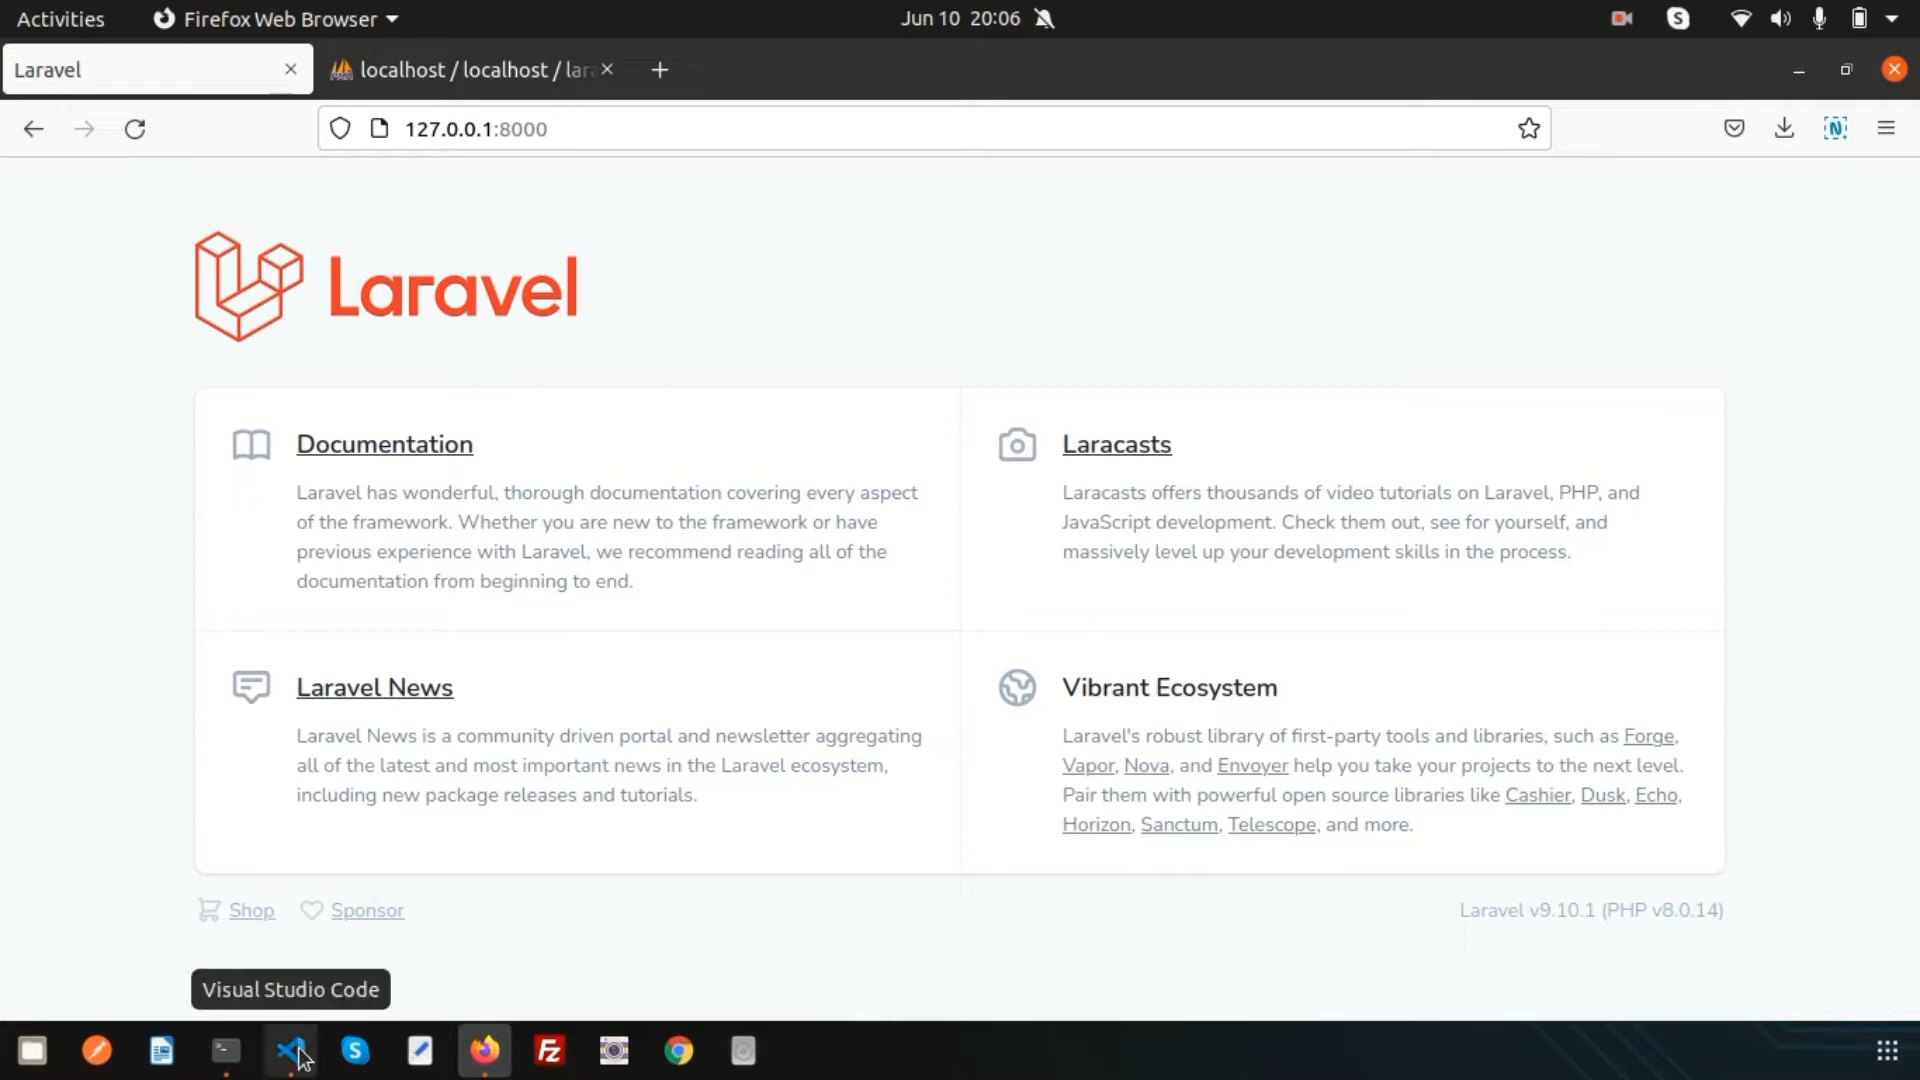 Activities Firefox Web Browser Jun 10 20:06
Laravel localhost / localhost / lar
127.0.0.1:8000
Laravel
Documentation
Laravel has wonderful, thorough documentation covering every aspect
of the framework. Whether you are new to the framework or have
previous experience with Laravel, we recommend reading all of the
documentation from beginning to end.
Laracasts
Laracasts offers thousands of video tutorials on Laravel, PHP, and
JavaScript development. Check them out, see for yourself, and
massively level up your development skills in the process.
Laravel News
Laravel News is a community driven portal and newsletter aggregating
all of the latest and most important news in the Laravel ecosystem,
including new package releases and tutorials.
Vibrant Ecosystem
Laravel's robust library of first-party tools and libraries, such as Forge,
Vapor, Nova, and Envoyer help you take your projects to the next level.
Pair them with powerful open source libraries like Cashier, Dusk, Echo,
Horizon, Sanctum, Telescope, and more.
Shop Sponsor Laravel v9.10.1 (PHP v8.0.14)
Visual Studio Code